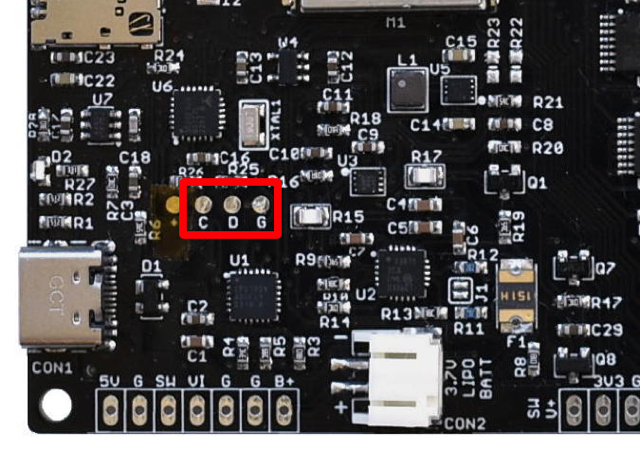 M1
C23
R24
W4
C13
C12
C15
R23
R22
L1
U5
C22
U6
U7
C11
R21
XTAL1
R18
C14
C8
C9
D2
C18
C16
C10
R20
R26
R25
U3
R17
R27
R16
Q1
R2
C4
R7
C3
R6
+
C
D
G
R15
R1
C5
C6
R19
C7
D1
U1
R9
R12
Q7
GCT
U2
J1
151H
R10
R47
C2
R14
R13
R11
F1
C29
C1
R4
R5
R3
-
R8
Q8
CON1
3.7V
LIPO
BATT
5V G SW VI G G B+
+
CON2
SW
V+
3V3 G